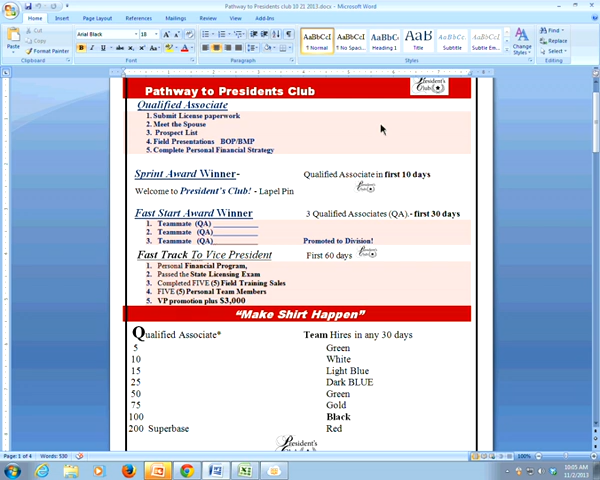 Pathway to Presidents club 10 21 2013.docx - Microsoft Word
Home Insert Page Layout References Mailings Review View Add-Ins
Paste
Cut
Copy
Format Painter
Clipboard
Arial Black 18
Font
Paragraph
AaBbCcI AaBbCcI AaBbC AaB AaBbCc AaBbCcI
¶ Normal ¶ No Spaci... Heading 1 Title Subtitle Subtle Em...
Styles
Change Styles
Find
Replace
Select
Editing
Pathway to Presidents Club
President's Club
Qualified Associate
1. Submit License paperwork
2. Meet the Spouse
3. Prospect List
4. Field Presentations BOP/BMP
5. Complete Personal Financial Strategy
Sprint Award Winner- Qualified Associate in first 10 days
Welcome to President's Club! - Lapel Pin
Fast Start Award Winner 3 Qualified Associates (QA).- first 30 days
1. Teammate (QA) ____________
2. Teammate (QA)____________
3. Teammate (QA)____________ Promoted to Division!
Fast Track To Vice President First 60 days
1. Personal Financial Program,
2. Passed the State Licensing Exam
3. Completed FIVE (5) Field Training Sales
4. FIVE (5) Personal Team Members
5. VP promotion plus $3,000
“Make Shirt Happen”
Qualified Associate* Team Hires in any 30 days
5 Green
10 White
15 Light Blue
25 Dark BLUE
50 Green
75 Gold
100 Black
200 Superbase Red
President's Club
Page: 1 of 4 Words: 530 100%
10:05 AM
11/2/2013